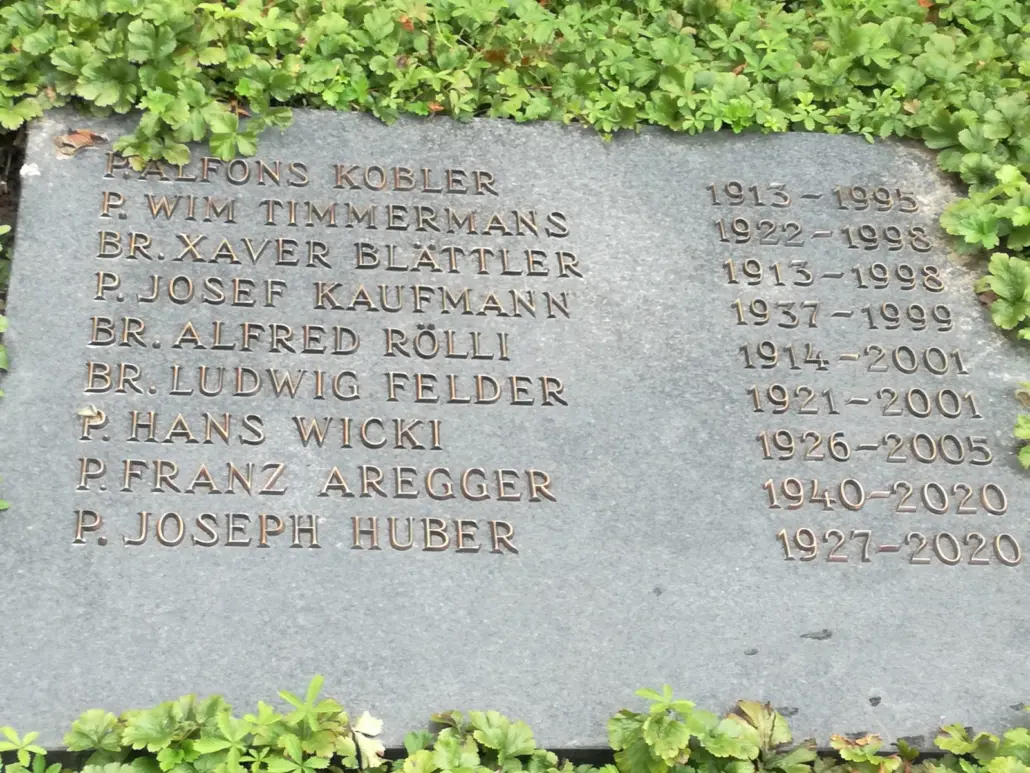 P. ALFONS KOBLER 1913-1995
P. WIM TIMMERMANS 1922-1998
BR. XAVER BLÄTTLER 1913-1998
P. JOSEF KAUFMANN 1937-1999
BR. ALFRED RÖLLI 1914-2001
BR. LUDWIG FELDER 1921-2001
P. HANS WICKI 1926-2005
P. FRANZ AREGGER 1940-2020
P. JOSEPH HUBER 1927-2020